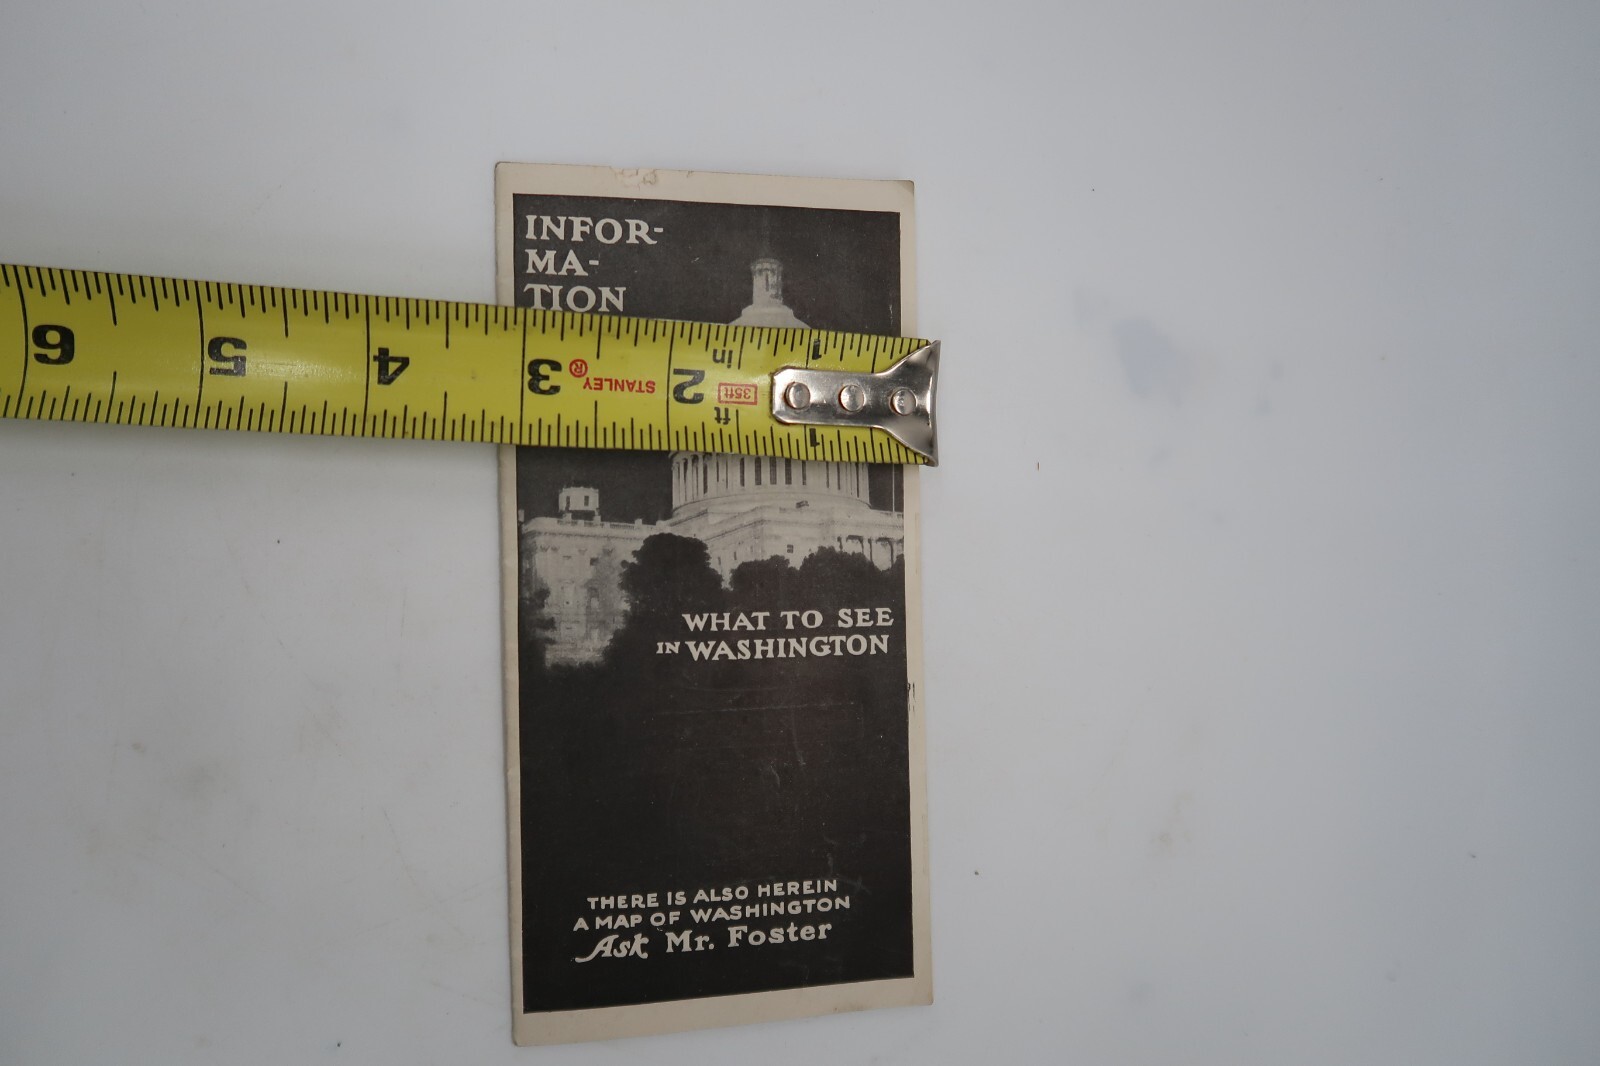 INFOR-
MA-
TION
6 5 4 3 STANLEY® 2 in 35ft ft 1 1
WHAT TO SEE
IN WASHINGTON
THERE IS ALSO HEREIN
A MAP OF WASHINGTON
Ask Mr. Foster